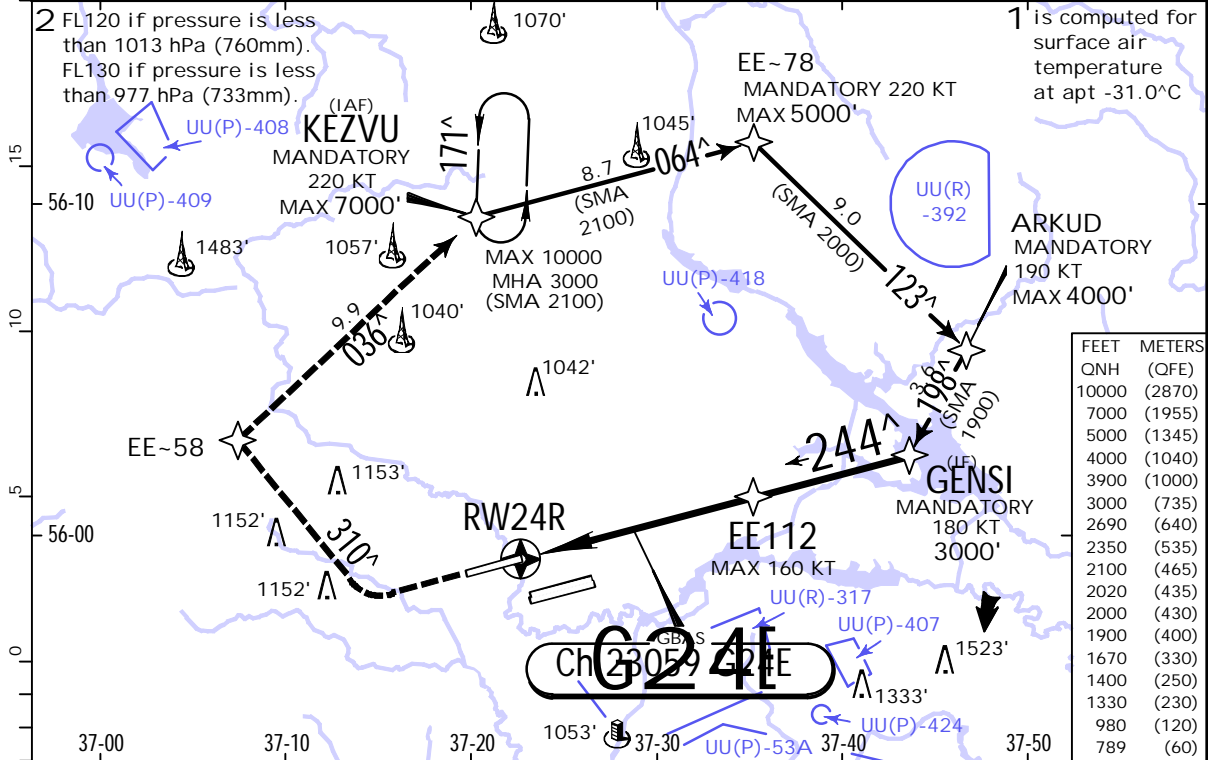 2 FL120 if pressure is less
than 1013 hPa (760mm).
FL130 if pressure is less
than 977 hPa (733mm).
1 is computed for
surface air
temperature
at apt -31.0^C
1070'
EE~78
MANDATORY 220 KT
MAX 5000'
(IAF)
KEZVU
MANDATORY
220 KT
MAX 7000'
UU(P)-408
UU(P)-409
171^
1045'
8.7
064^
(SMA
2100)
9.0
(SMA 2000)
123^
UU(R)
-392
ARKUD
MANDATORY
190 KT
MAX 4000'
15
56-10
1483'
1057'
MAX 10000
MHA 3000
(SMA 2100)
UU(P)-418
9.9
036^
1040'
10
1042'
3.6
198^
(SMA
1900)
EE~58
244^
(IF)
GENSI
MANDATORY
180 KT
3000'
1153'
5
56-00
1152'
310^
1152'
RW24R
EE112
MAX 160 KT
UU(R)-317
UU(P)-407
GBAS
Ch 23059 G24E
G24[
1523'
1333'
0
1053'
UU(P)-424
UU(P)-53A
37-00
37-10
37-20
37-30
37-40
37-50
FEET METERS
QNH (QFE)
10000 (2870)
7000 (1955)
5000 (1345)
4000 (1040)
3900 (1000)
3000 (735)
2690 (640)
2350 (535)
2100 (465)
2020 (435)
2000 (430)
1900 (400)
1670 (330)
1400 (250)
1330 (230)
980 (120)
789 (60)